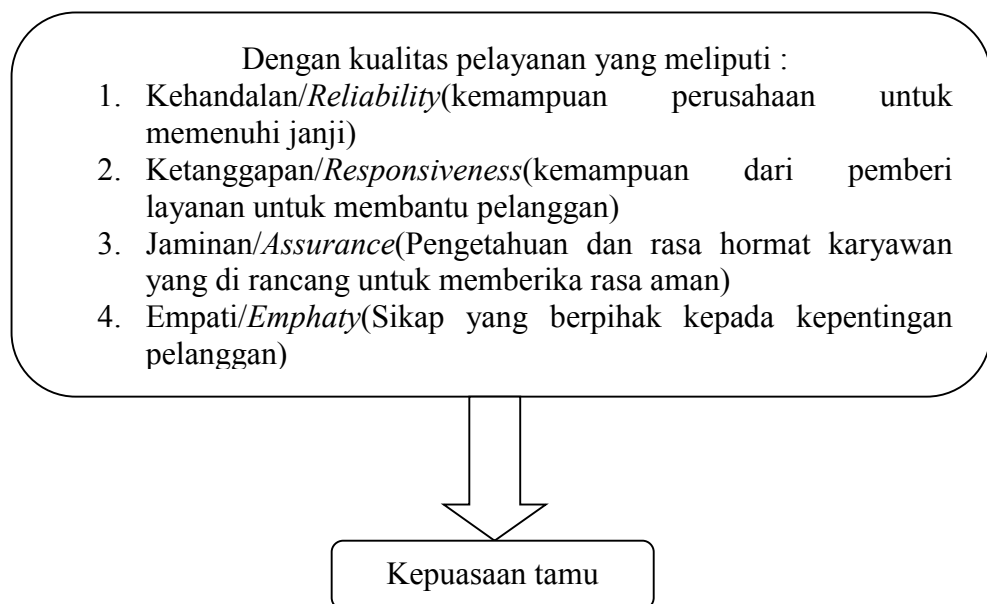 Dengan kualitas pelayanan yang meliputi :
1. Kehandalan/Reliability(kemampuan perusahaan untuk
memenuhi janji)
2. Ketanggapan/Responsiveness(kemampuan dari pemberi
layanan untuk membantu pelanggan)
3. Jaminan/Assurance(Pengetahuan dan rasa hormat karyawan
yang di rancang untuk memberika rasa aman)
4. Empati/Emphaty(Sikap yang berpihak kepada kepentingan
pelanggan)
Kepuasaan tamu